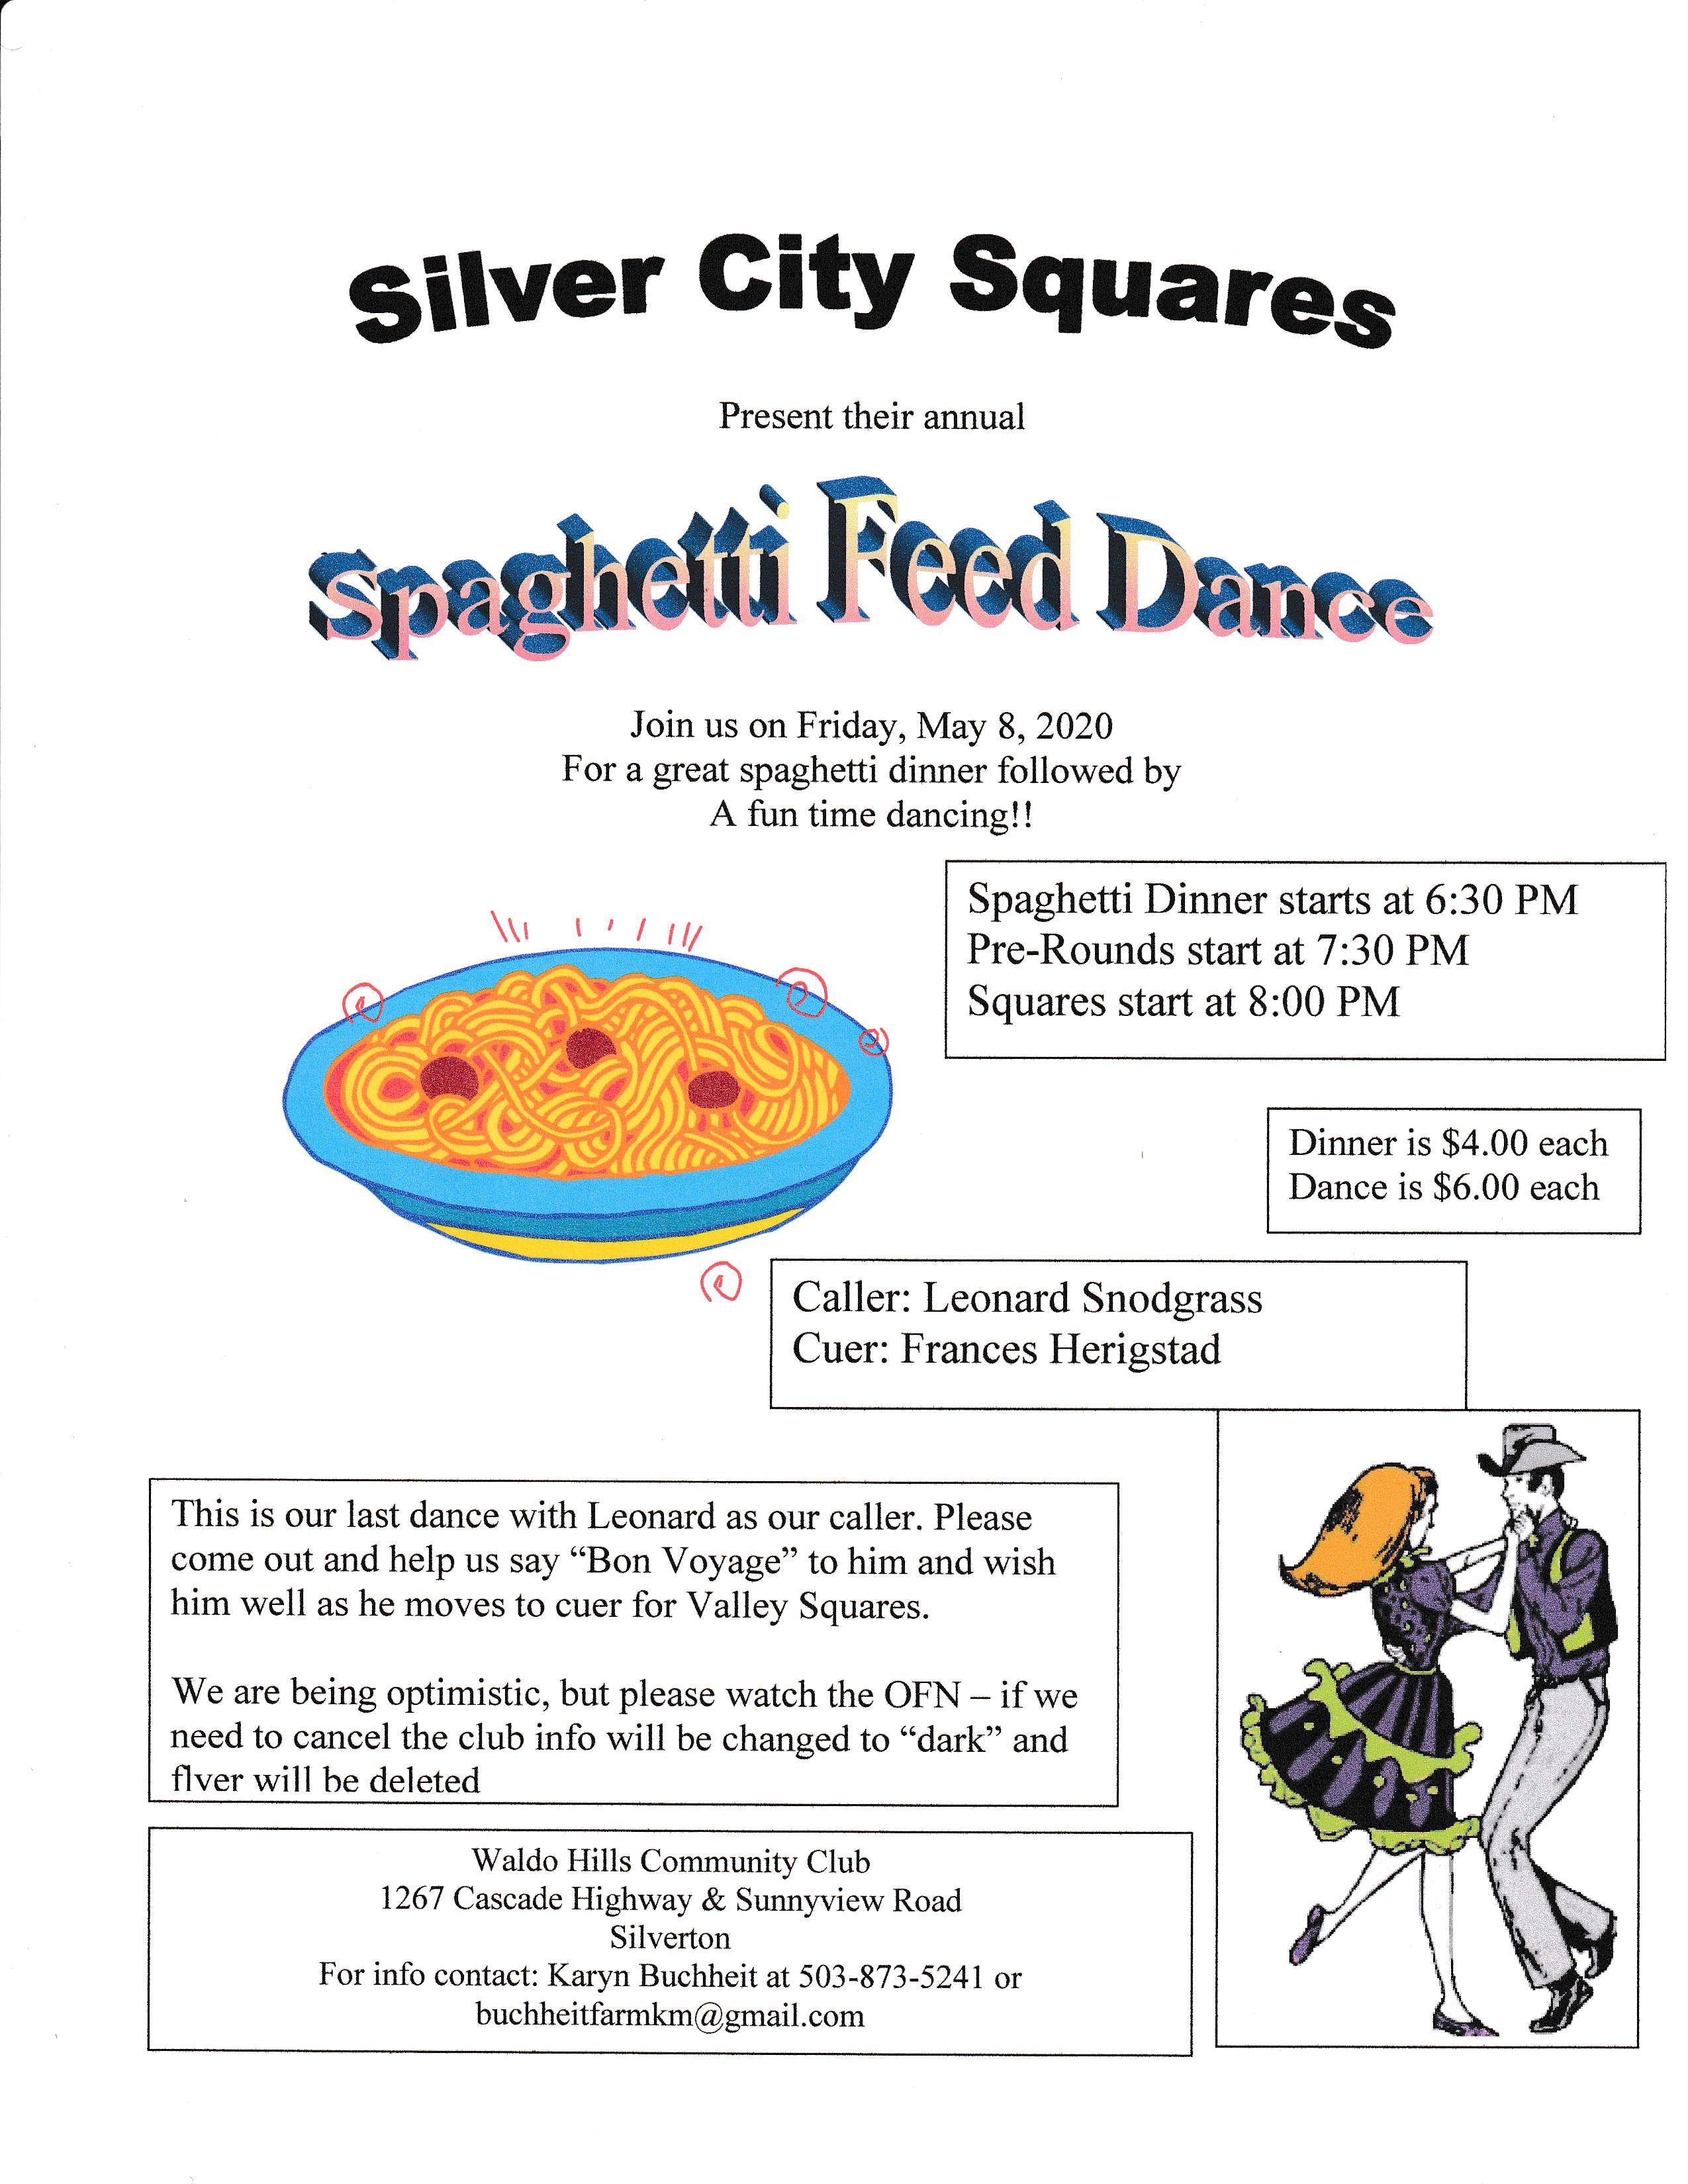 Silver City Squares
Present their annual
Spaghetti Feed Dance
Join us on Friday, May 8, 2020
For a great spaghetti dinner followed by
A fun time dancing!!
Spaghetti Dinner starts at 6:30 PM
Pre-Rounds start at 7:30 PM
Squares start at 8:00 PM
Dinner is $4.00 each
Dance is $6.00 each
Caller: Leonard Snodgrass
Cuer: Frances Herigstad
This is our last dance with Leonard as our caller. Please
come out and help us say “Bon Voyage” to him and wish
him well as he moves to cuer for Valley Squares.
We are being optimistic, but please watch the OFN – if we
need to cancel the club info will be changed to “dark” and
flyer will be deleted
Waldo Hills Community Club
1267 Cascade Highway & Sunnyview Road
Silverton
For info contact: Karyn Buchheit at 503-873-5241 or
buchheitfarmkm@gmail.com